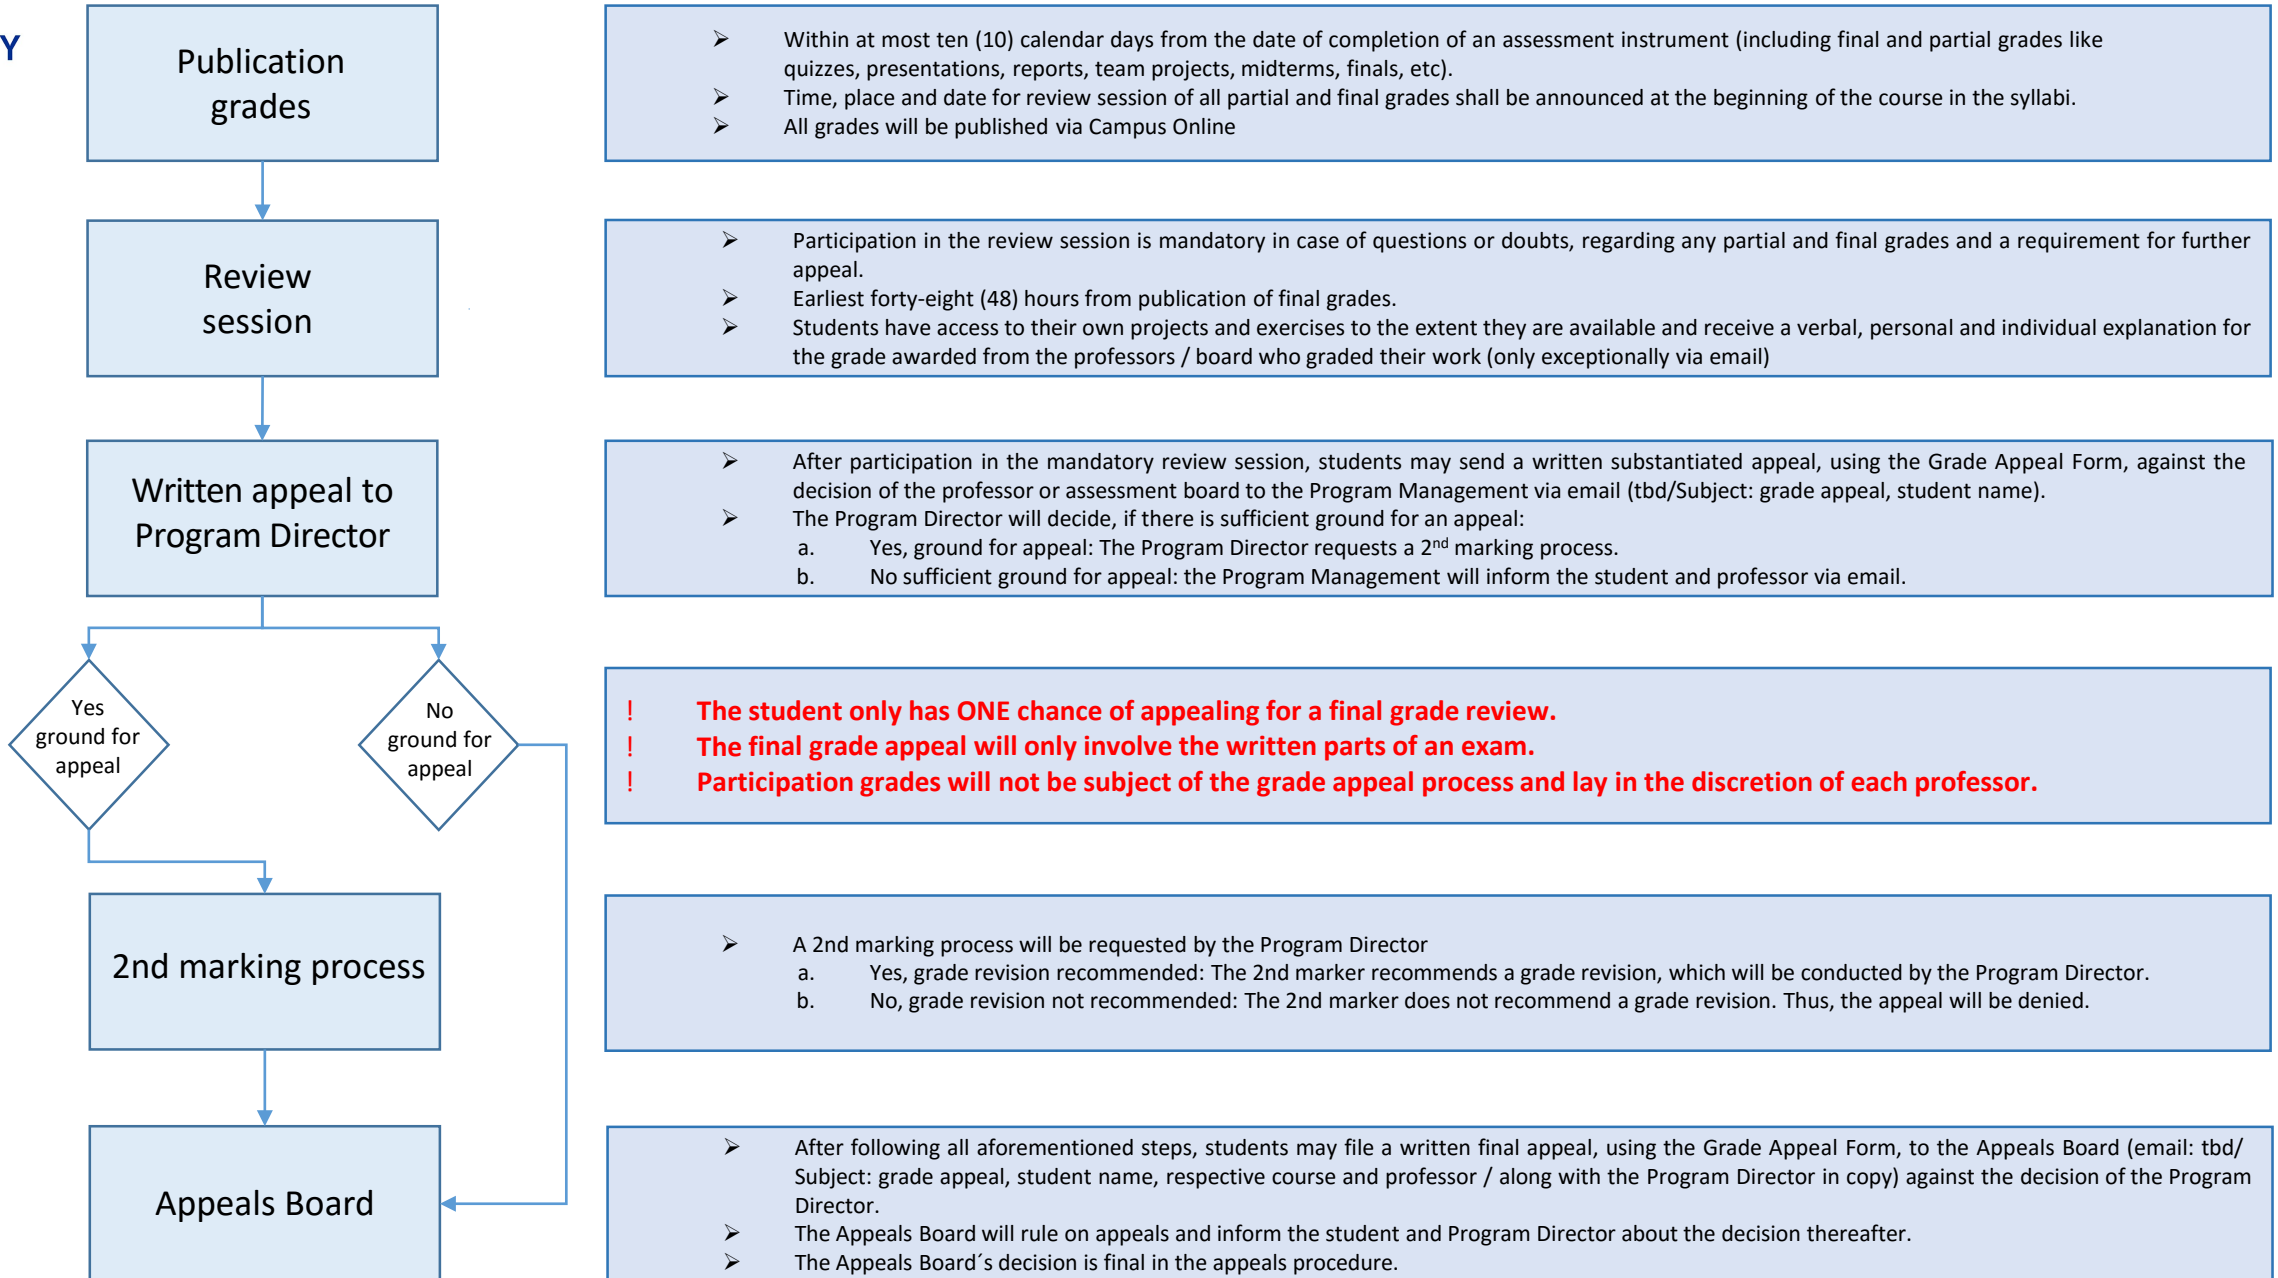 Y
Publication
grades
➢ Within at most ten (10) calendar days from the date of completion of an assessment instrument (including final and partial grades like
quizzes, presentations, reports, team projects, midterms, finals, etc).
➢ Time, place and date for review session of all partial and final grades shall be announced at the beginning of the course in the syllabi.
➢ All grades will be published via Campus Online
Review
session
➢ Participation in the review session is mandatory in case of questions or doubts, regarding any partial and final grades and a requirement for further
appeal.
➢ Earliest forty-eight (48) hours from publication of final grades.
➢ Students have access to their own projects and exercises to the extent they are available and receive a verbal, personal and individual explanation for
the grade awarded from the professors / board who graded their work (only exceptionally via email)
Written appeal to
Program Director
➢ After participation in the mandatory review session, students may send a written substantiated appeal, using the Grade Appeal Form, against the
decision of the professor or assessment board to the Program Management via email (tbd/Subject: grade appeal, student name).
➢ The Program Director will decide, if there is sufficient ground for an appeal:
a. Yes, ground for appeal: The Program Director requests a 2nd marking process.
b. No sufficient ground for appeal: the Program Management will inform the student and professor via email.
Yes
ground for
appeal
No
ground for
appeal
! The student only has ONE chance of appealing for a final grade review.
! The final grade appeal will only involve the written parts of an exam.
! Participation grades will not be subject of the grade appeal process and lay in the discretion of each professor.
2nd marking process
➢ A 2nd marking process will be requested by the Program Director
a. Yes, grade revision recommended: The 2nd marker recommends a grade revision, which will be conducted by the Program Director.
b. No, grade revision not recommended: The 2nd marker does not recommend a grade revision. Thus, the appeal will be denied.
Appeals Board
➢ After following all aforementioned steps, students may file a written final appeal, using the Grade Appeal Form, to the Appeals Board (email: tbd/
Subject: grade appeal, student name, respective course and professor / along with the Program Director in copy) against the decision of the Program
Director.
➢ The Appeals Board will rule on appeals and inform the student and Program Director about the decision thereafter.
➢ The Appeals Board´s decision is final in the appeals procedure.